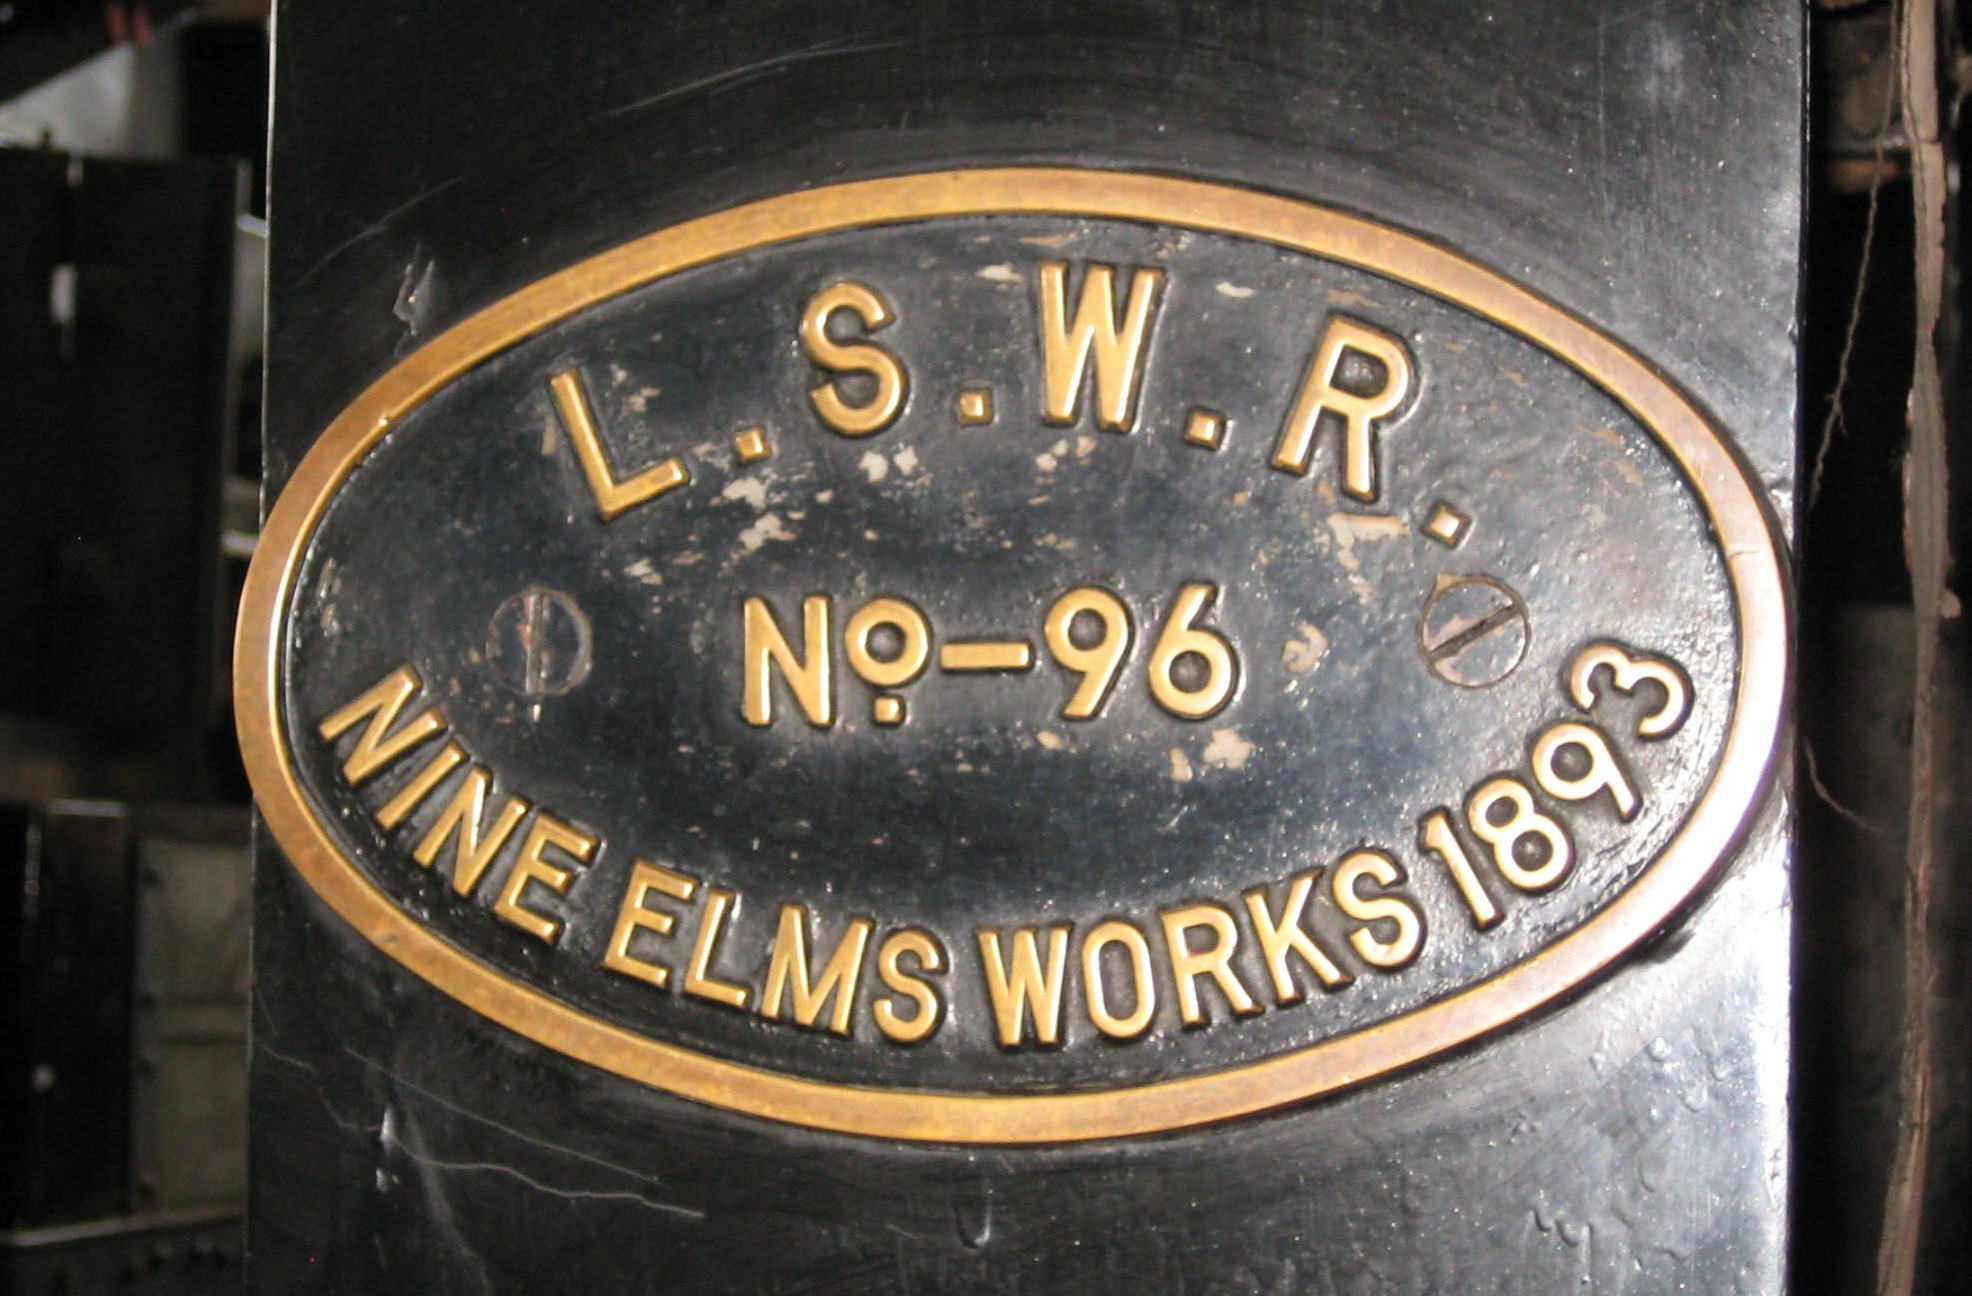 L.S.W.R.
Nº-96
NINE ELMS WORKS 1893